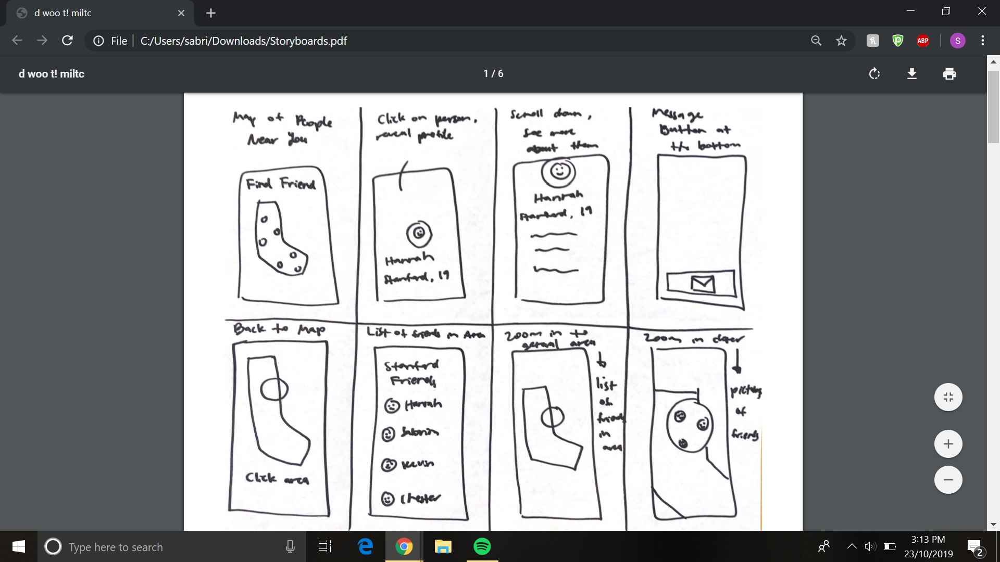 d woo t! miltc
File
C:/Users/sabri/Downloads/Storyboards.pdf
ABP
S
d woo t! miltc
1 / 6
Map of People
Near You
Find Friend
Click on person,
reveal profile
Hannah
Stanford, 19
Scroll down,
see more
about them
Hannah
Stanford, 19
Message
Button at
the bottom
Back to Map
Click area
List of friends in Area
Stanford
Friends
Hannah
Sabrina
Kevin
Chester
Zoom in to
general area
list
of
friends
in
area
Zoom in closer
pictures
of
friends
Type here to search
3:13 PM
23/10/2019
2